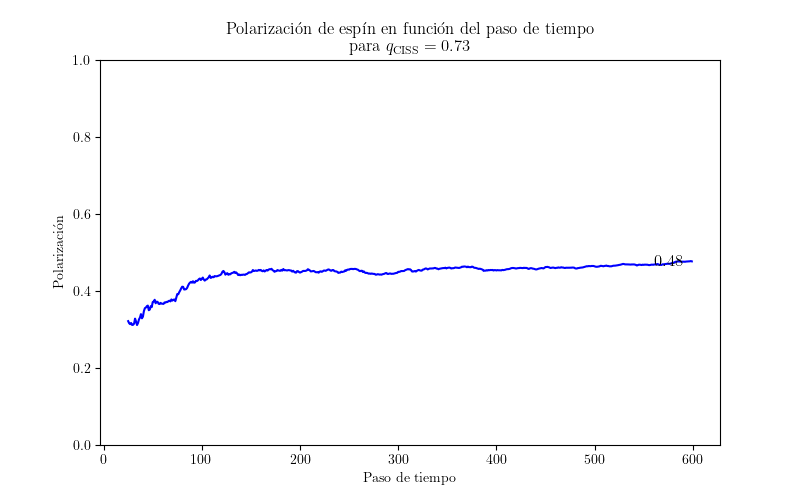 Polarización de espín en función del paso de tiempo
para q_CISS = 0.73
1.0
0.8
0.6
0.4
0.2
0.0
Polarización
0.48
0 100 200 300 400 500 600
Paso de tiempo